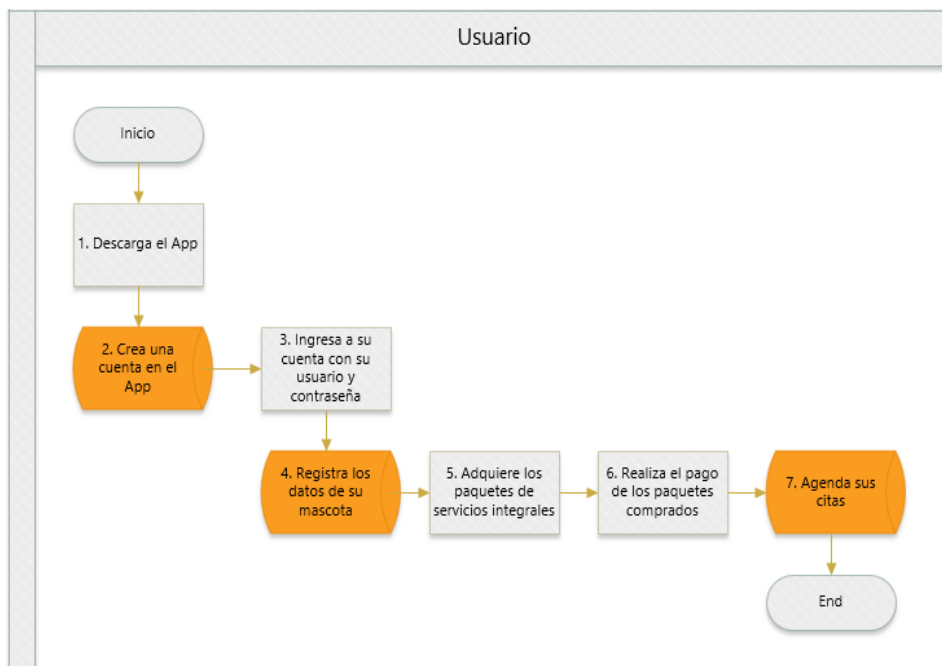 Usuario
Inicio
1. Descarga el App
2. Crea una
cuenta en el
App
3. Ingresa a su
cuenta con su
usuario y
contraseña
4. Registra los
datos de su
mascota
5. Adquiere los
paquetes de
servicios integrales
6. Realiza el pago
de los paquetes
comprados
7. Agenda sus
citas
End